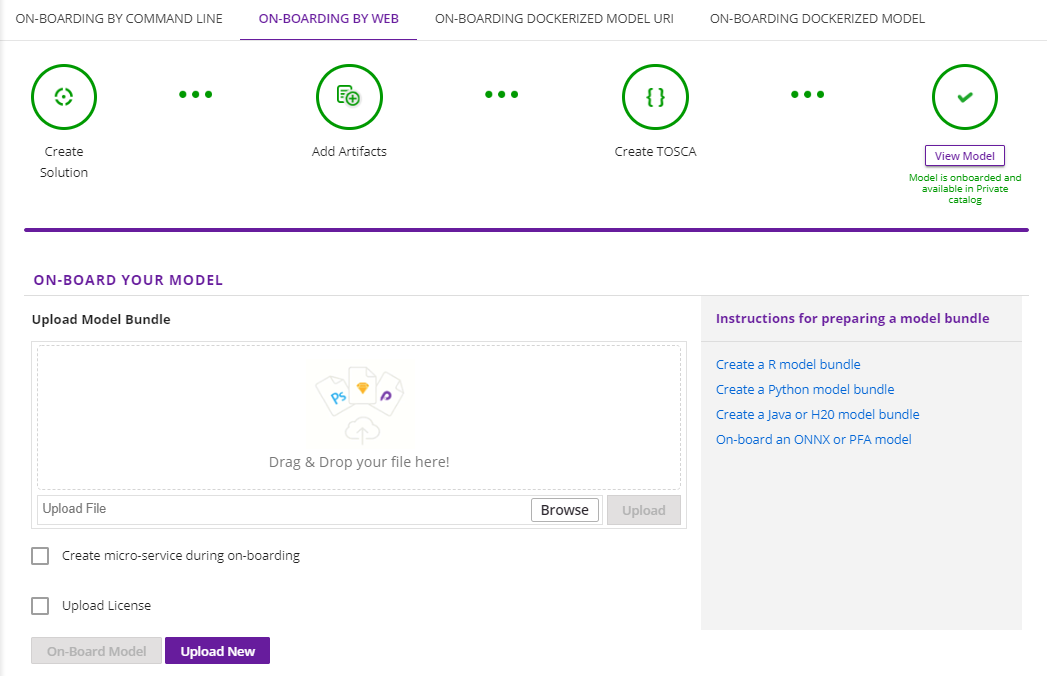 ON-BOARDING BY COMMAND LINE ON-BOARDING BY WEB ON-BOARDING DOCKERIZED MODEL URI ON-BOARDING DOCKERIZED MODEL
{ }
Create
Solution
Add Artifacts
Create TOSCA
View Model
Model is onboarded and
available in Private
catalog
ON-BOARD YOUR MODEL
Upload Model Bundle
Ps
Drag & Drop your file here!
Upload File Browse Upload
Create micro-service during on-boarding
Upload License
On-Board Model Upload New
Instructions for preparing a model bundle
Create a R model bundle
Create a Python model bundle
Create a Java or H20 model bundle
On-board an ONNX or PFA model